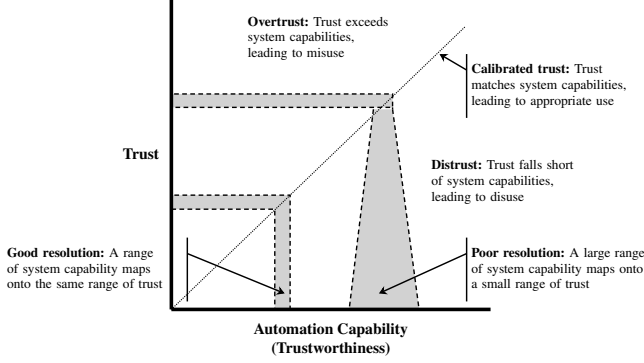 Overtrust: Trust exceeds
system capabilities,
leading to misuse
Calibrated trust: Trust
matches system capabilities,
leading to appropriate use
Trust
Distrust: Trust falls short
of system capabilities,
leading to disuse
Good resolution: A range
of system capability maps
onto the same range of trust
Poor resolution: A large range
of system capability maps onto
a small range of trust
Automation Capability
(Trustworthiness)